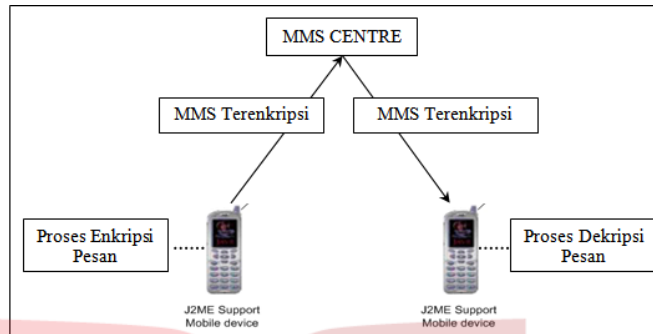 MMS CENTRE
MMS Terenkripsi
MMS Terenkripsi
Proses Enkripsi
Pesan
Proses Dekripsi
Pesan
J2ME Support
Mobile device
J2ME Support
Mobile device